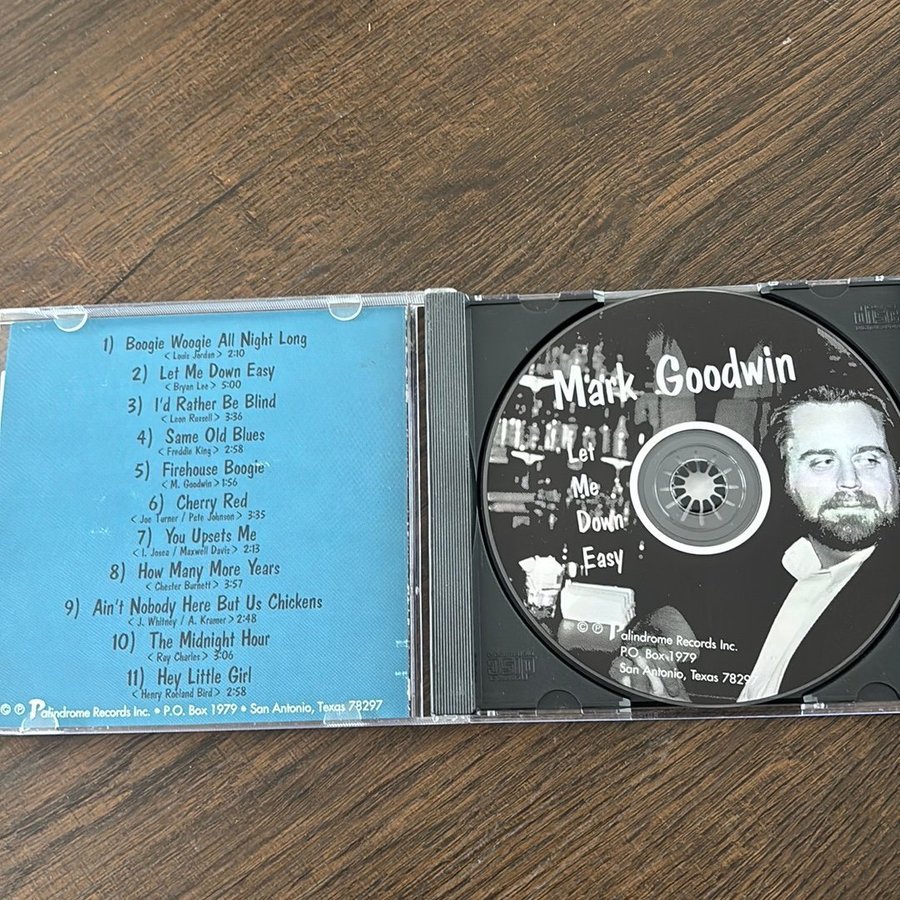 1) Boogie Woogie All Night Long
< Louis Jordan > 2:10
2) Let Me Down Easy
< Bryan Lee > 5:00
3) I'd Rather Be Blind
< Leon Russell > 3:36
4) Same Old Blues
< Freddie King > 2:58
5) Firehouse Boogie
< M. Goodwin > 1:56
6) Cherry Red
< Joe Turner / Pete Johnson > 3:35
7) You Upsets Me
< I. Josea / Maxwell Davis > 2:13
8) How Many More Years
< Chester Burnett > 3:57
9) Ain't Nobody Here But Us Chickens
< J. Whitney / A. Kramer > 2:48
10) The Midnight Hour
< Ray Charles > 3:06
11) Hey Little Girl
< Henry Roeland Bird > 2:58
© ℗ Palindrome Records Inc. • P.O. Box 1979 • San Antonio, Texas 78297
Mark Goodwin
Let
Me
Down
Easy
© ℗ Palindrome Records Inc.
P.O. Box 1979
San Antonio, Texas 78297
disc
disc